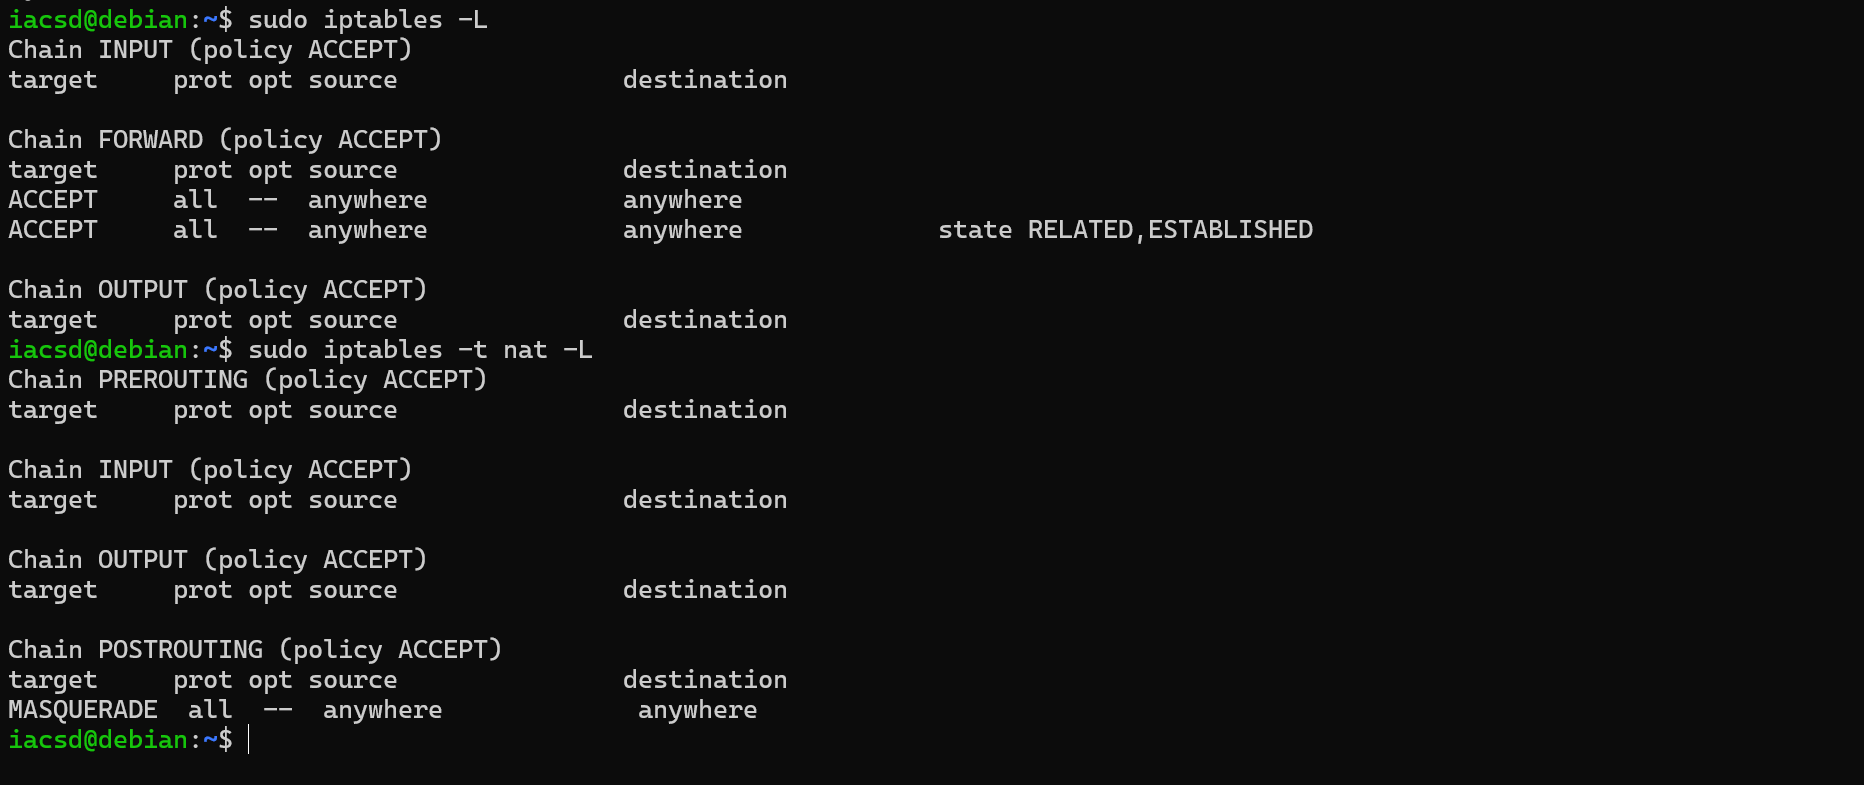 iacsd@debian:~$ sudo iptables -L
Chain INPUT (policy ACCEPT)
target     prot opt source               destination

Chain FORWARD (policy ACCEPT)
target     prot opt source               destination
ACCEPT     all  --  anywhere             anywhere
ACCEPT     all  --  anywhere             anywhere             state RELATED,ESTABLISHED

Chain OUTPUT (policy ACCEPT)
target     prot opt source               destination
iacsd@debian:~$ sudo iptables -t nat -L
Chain PREROUTING (policy ACCEPT)
target     prot opt source               destination

Chain INPUT (policy ACCEPT)
target     prot opt source               destination

Chain OUTPUT (policy ACCEPT)
target     prot opt source               destination

Chain POSTROUTING (policy ACCEPT)
target     prot opt source               destination
MASQUERADE  all  --  anywhere             anywhere
iacsd@debian:~$